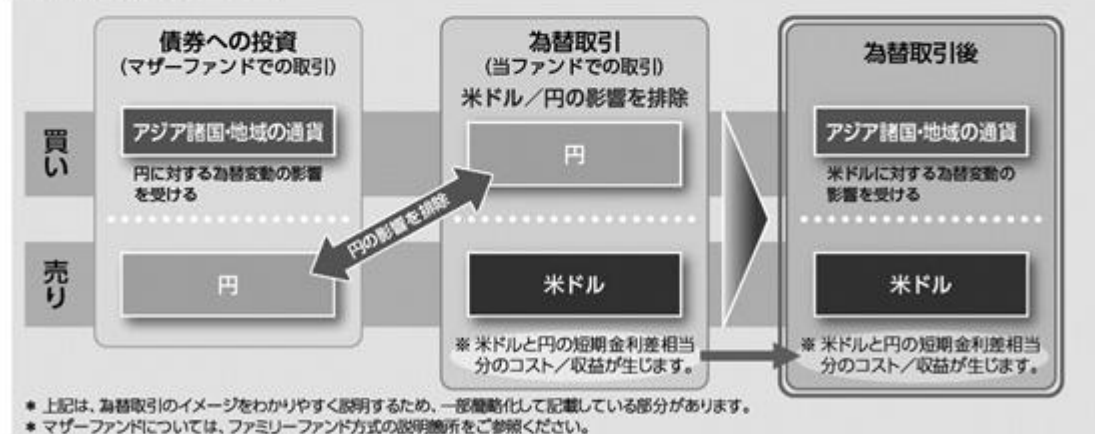 債券への投資
(マザーファンドでの取引)
為替取引
(当ファンドでの取引)
米ドル/円の影響を排除
為替取引後
買い
アジア諸国・地域の通貨
円に対する為替変動の影響
を受ける
円
アジア諸国・地域の通貨
米ドルに対する為替変動の
影響を受ける
円の影響を排除
売り
円
米ドル
※ 米ドルと円の短期金利差相当
分のコスト/収益が生じます。
米ドル
※ 米ドルと円の短期金利差相当
分のコスト/収益が生じます。
* 上記は、為替取引のイメージをわかりやすく説明するため、一部簡略化して記載している部分があります。
* マザーファンドについては、ファミリーファンド方式の説明箇所をご参照ください。